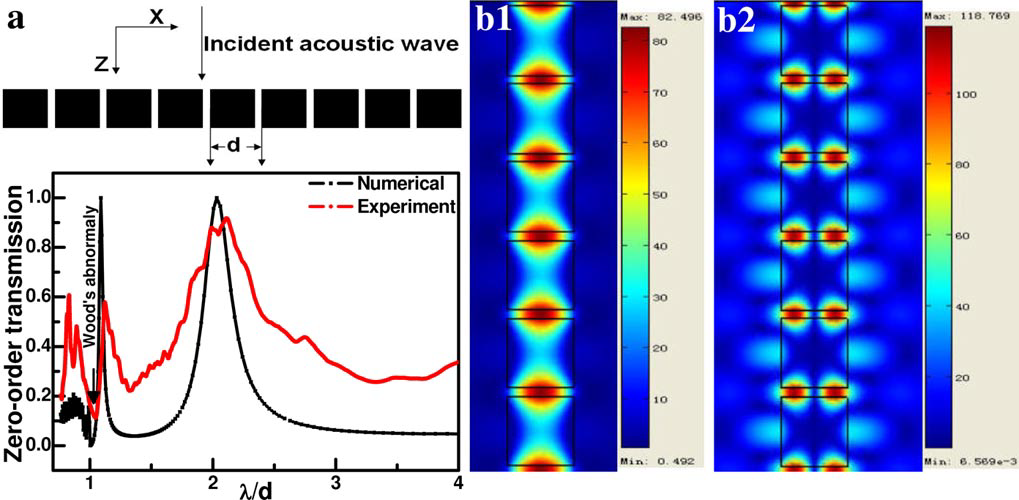 a
X
Z
Incident acoustic wave
d
Zero-order transmission
1.0
0.8
0.6
0.4
0.2
0.0
Numerical
Experiment
Wood's abnormaly
1
2
3
4
λ/d
b1
Max: 82.496
80
70
60
50
40
30
20
10
Min: 0.492
b2
Max: 118.769
100
80
60
40
20
Min: 6.569e-3